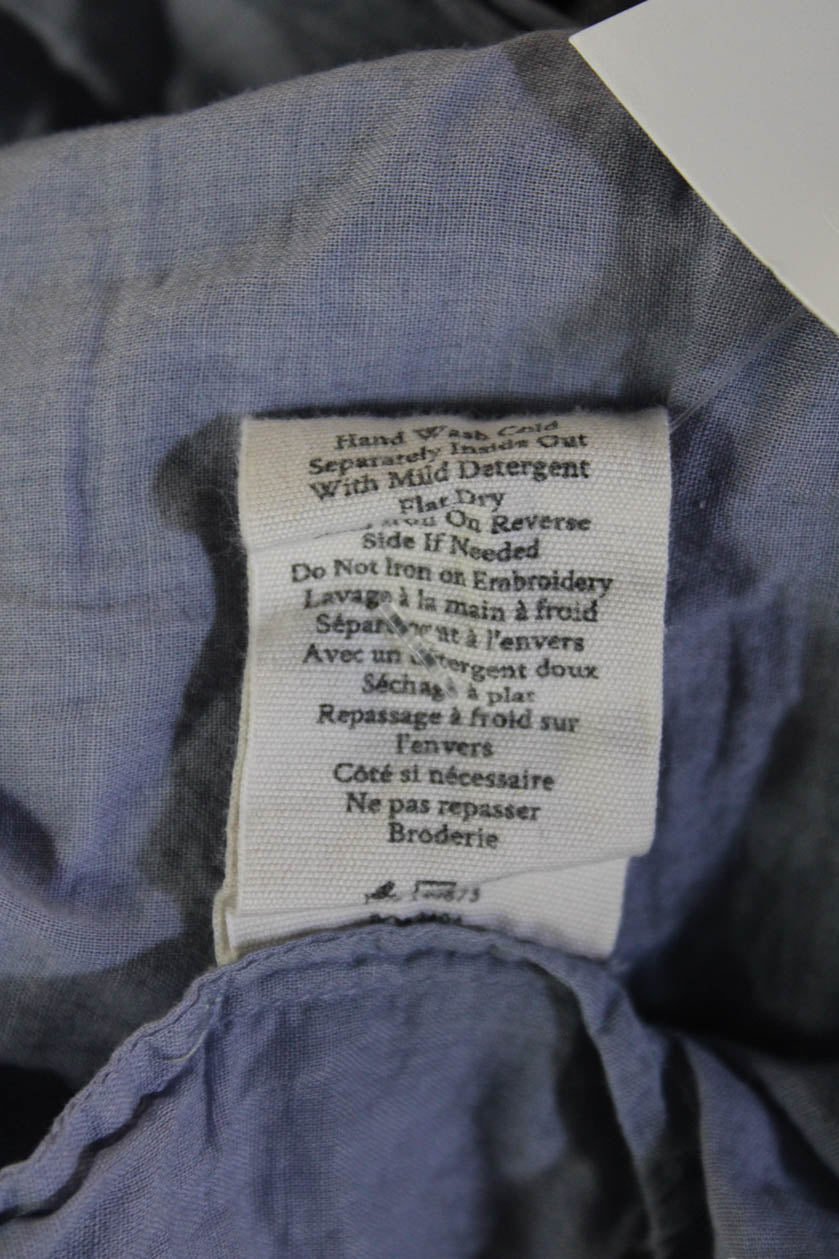 Hand Wash Cold
Separately Inside Out
With Mild Detergent
Flat Dry
Iron On Reverse
Side If Needed
Do Not Iron on Embroidery
Lavage à la main à froid
Séparément à l'envers
Avec un détergent doux
Séchage à plat
Repassage à froid sur
l'envers
Côté si nécessaire
Ne pas repasser
Broderie